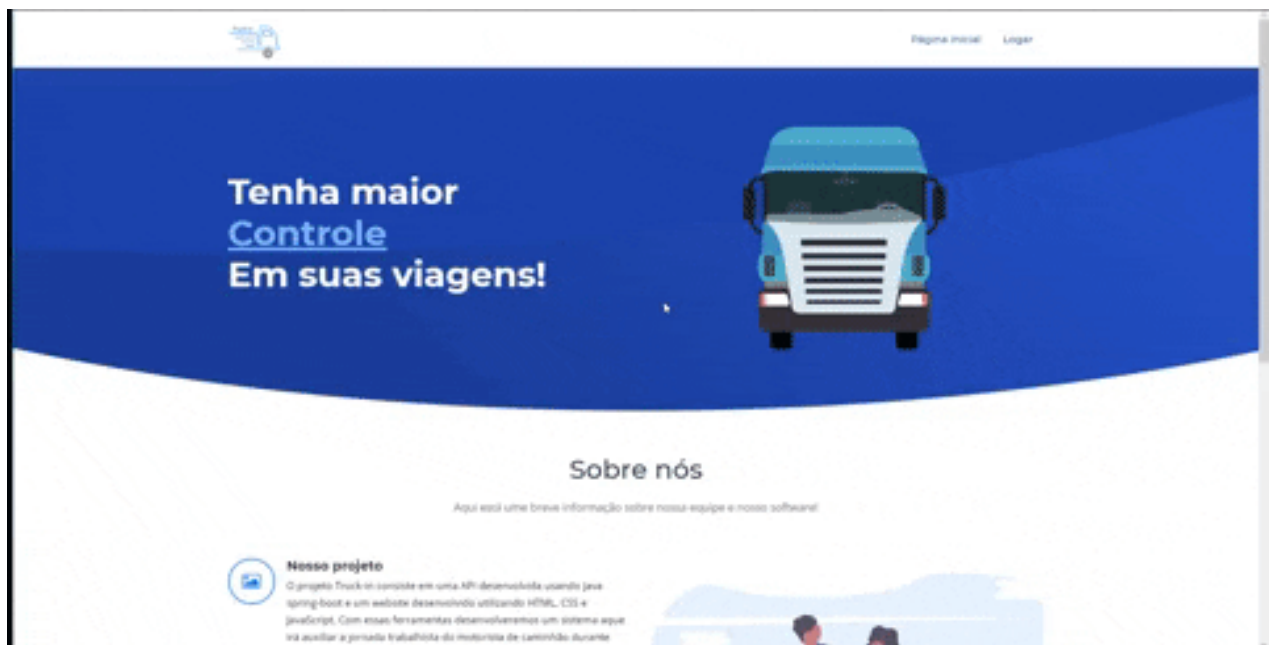 Página Inicial Logar
Tenha maior
Controle
Em suas viagens!
Sobre nós
Aqui está uma breve informação sobre nossa equipe e nosso software!
Nosso projeto
O projeto Truck-in consiste em uma API desenvolvida usando Java
spring-boot e um website desenvolvido utilizando HTML, CSS e
JavaScript. Com essas ferramentas desenvolveremos um sistema aque
irá auxiliar a jornada trabalhista do motorista de caminhão durante